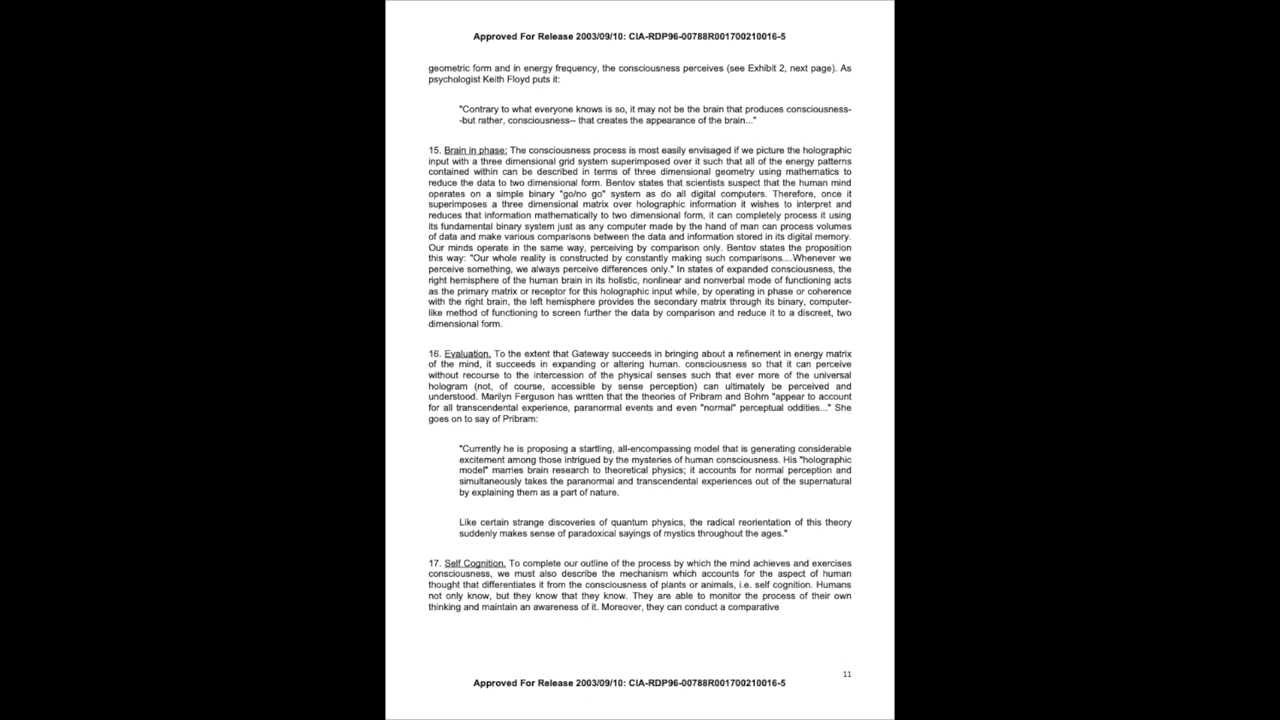 Approved For Release 2003/09/10: CIA-RDP96-00788R001700210016-5
geometric form and in energy frequency, the consciousness perceives (see Exhibit 2, next page). As
psychologist Keith Floyd puts it:
"Contrary to what everyone knows is so, it may not be the brain that produces consciousness-
-but rather, consciousness-- that creates the appearance of the brain..."
15. Brain in phase: The consciousness process is most easily envisaged if we picture the holographic
input with a three dimensional grid system superimposed over it such that all of the energy patterns
contained within can be described in terms of three dimensional geometry using mathematics to
reduce the data to two dimensional form. Bentov states that scientists suspect that the human mind
operates on a simple binary "go/no go" system as do all digital computers. Therefore, once it
superimposes a three dimensional matrix over holographic information it wishes to interpret and
reduces that information mathematically to two dimensional form, it can completely process it using
its fundamental binary system just as any computer made by the hand of man can process volumes
of data and make various comparisons between the data and information stored in its digital memory.
Our minds operate in the same way, perceiving by comparison only. Bentov states the proposition
this way: "Our whole reality is constructed by constantly making such comparisons....Whenever we
perceive something, we always perceive differences only." In states of expanded consciousness, the
right hemisphere of the human brain in its holistic, nonlinear and nonverbal mode of functioning acts
as the primary matrix or receptor for this holographic input while, by operating in phase or coherence
with the right brain, the left hemisphere provides the secondary matrix through its binary, computer-
like method of functioning to screen further the data by comparison and reduce it to a discreet, two
dimensional form.
16. Evaluation. To the extent that Gateway succeeds in bringing about a refinement in energy matrix
of the mind, it succeeds in expanding or altering human. consciousness so that it can perceive
without recourse to the intercession of the physical senses such that ever more of the universal
hologram (not, of course, accessible by sense perception) can ultimately be perceived and
understood. Marilyn Ferguson has written that the theories of Pribram and Bohm "appear to account
for all transcendental experience, paranormal events and even "normal" perceptual oddities..." She
goes on to say of Pribram:
"Currently he is proposing a startling, all-encompassing model that is generating considerable
excitement among those intrigued by the mysteries of human consciousness. His "holographic
model" marries brain research to theoretical physics; it accounts for normal perception and
simultaneously takes the paranormal and transcendental experiences out of the supernatural
by explaining them as a part of nature.
Like certain strange discoveries of quantum physics, the radical reorientation of this theory
suddenly makes sense of paradoxical sayings of mystics throughout the ages."
17. Self Cognition. To complete our outline of the process by which the mind achieves and exercises
consciousness, we must also describe the mechanism which accounts for the aspect of human
thought that differentiates it from the consciousness of plants or animals, i.e. self cognition. Humans
not only know, but they know that they know. They are able to monitor the process of their own
thinking and maintain an awareness of it. Moreover, they can conduct a comparative
11
Approved For Release 2003/09/10: CIA-RDP96-00788R001700210016-5